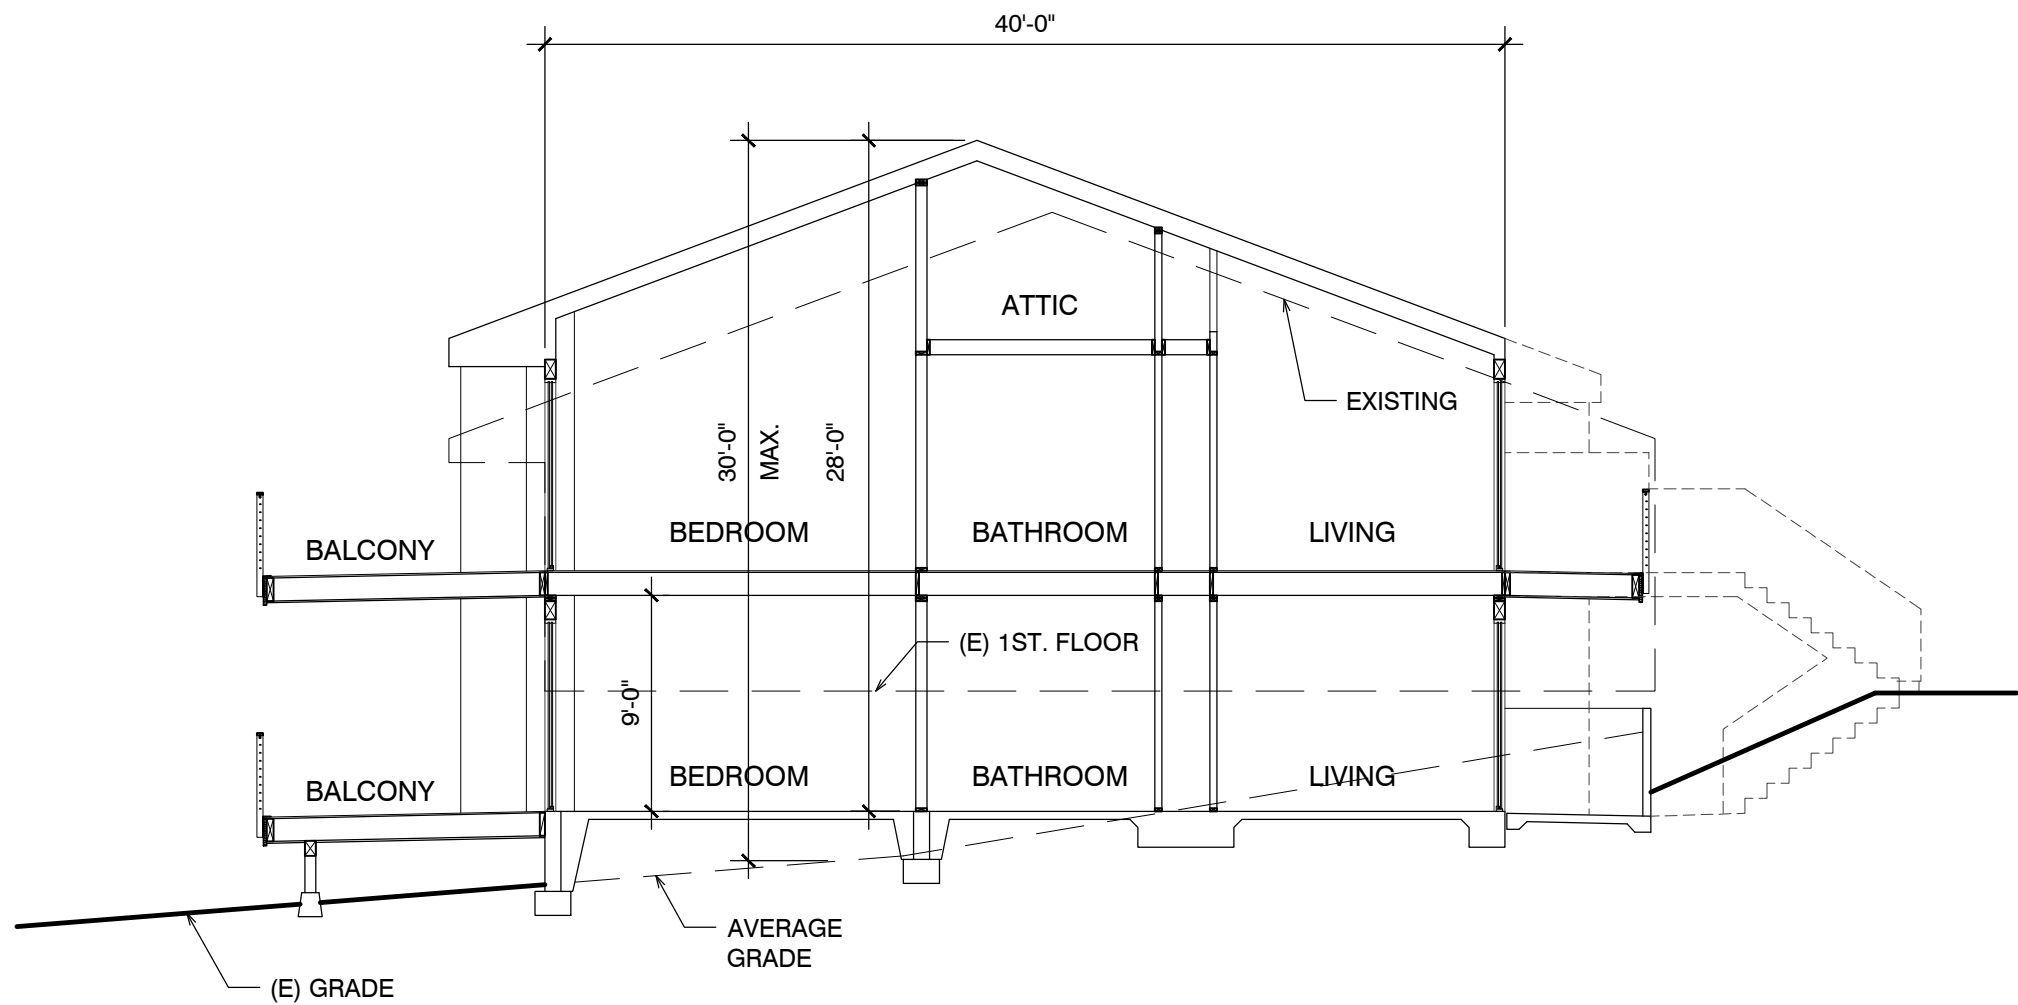 40'-0"
ATTIC
EXISTING
30'-0"
MAX.
28'-0"
BALCONY
BEDROOM
BATHROOM
LIVING
(E) 1ST. FLOOR
9'-0"
BALCONY
BEDROOM
BATHROOM
LIVING
AVERAGE
GRADE
(E) GRADE